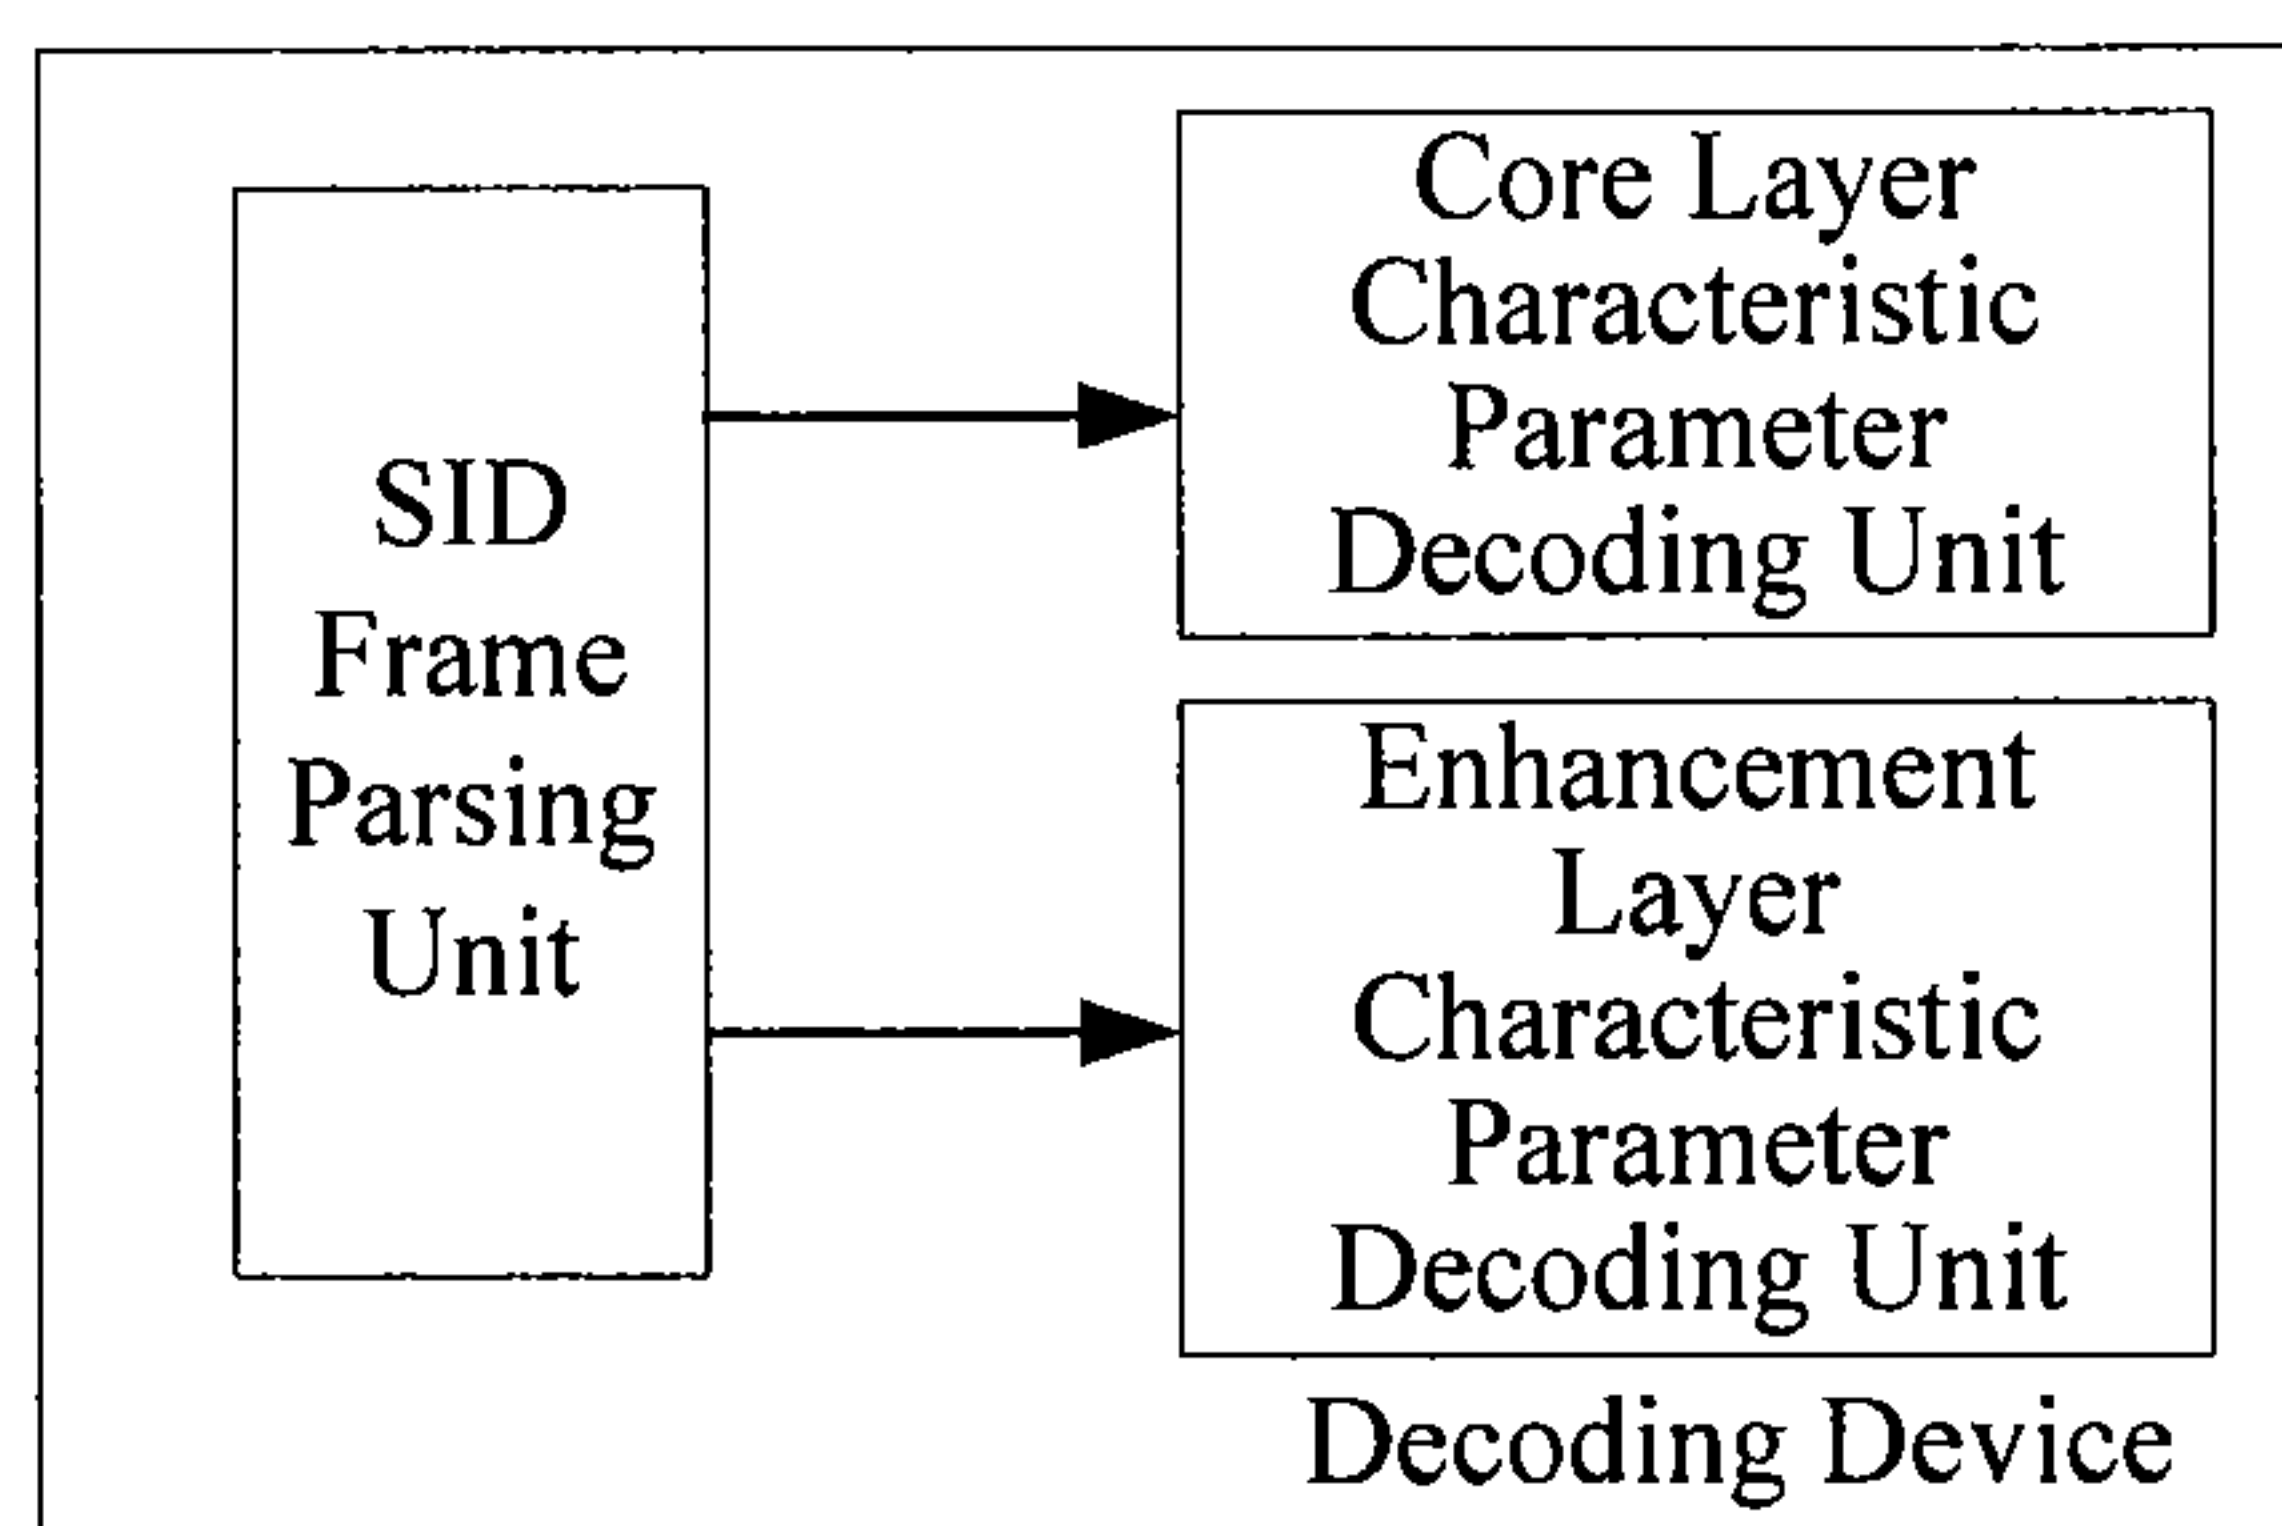 SID
Frame
Parsing
Unit
Core Layer
Characteristic
Parameter
Decoding Unit
Enhancement
Layer
Characteristic
Parameter
Decoding Unit
Decoding Device